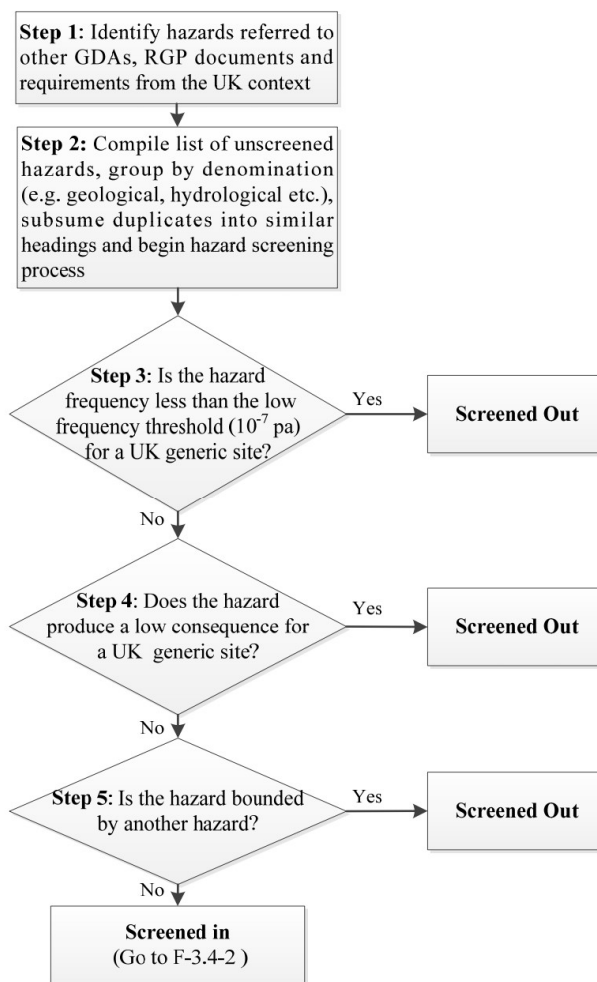 Step 1: Identify hazards referred to
other GDAs, RGP documents and
requirements from the UK context
Step 2: Compile list of unscreened
hazards, group by denomination
(e.g. geological, hydrological etc.),
subsume duplicates into similar
headings and begin hazard screening
process
Step 3: Is the hazard
frequency less than the low
frequency threshold (10⁻⁷ pa)
for a UK generic site?
Yes
Screened Out
No
Step 4: Does the hazard
produce a low consequence for
a UK generic site?
Yes
Screened Out
No
Step 5: Is the hazard bounded
by another hazard?
Yes
Screened Out
No
Screened in
(Go to F-3.4-2 )